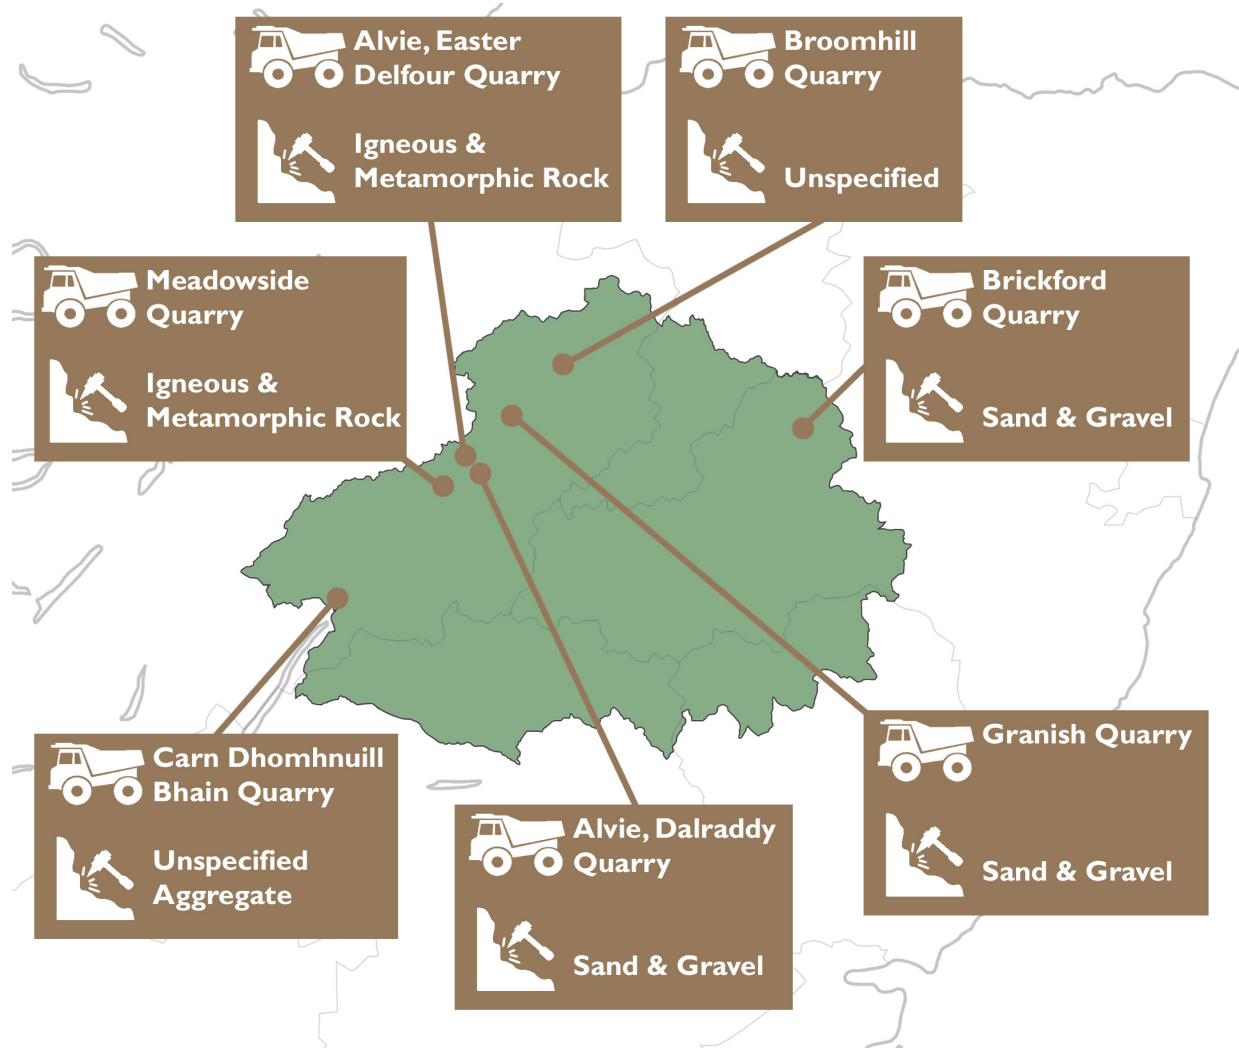 Alvie, Easter
Delfour Quarry
Igneous &
Metamorphic Rock
Broomhill
Quarry
Unspecified
Meadowside
Quarry
Igneous &
Metamorphic Rock
Brickford
Quarry
Sand & Gravel
Carn Dhomhnuill
Bhain Quarry
Unspecified
Aggregate
Alvie, Dalraddy
Quarry
Sand & Gravel
Granish Quarry
Sand & Gravel